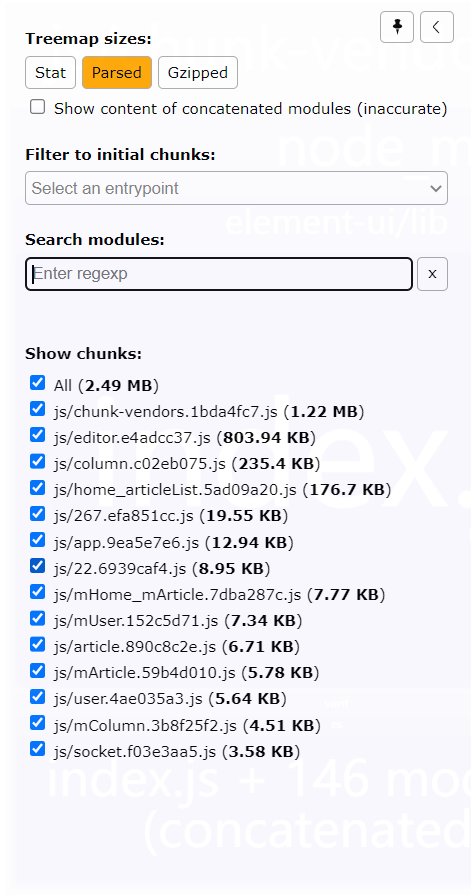 Treemap sizes:
Stat Parsed Gzipped
Show content of concatenated modules (inaccurate)
Filter to initial chunks:
Select an entrypoint
element-ui/lib
Search modules:
Enter regexp x
Show chunks:
All (2.49 MB)
js/chunk-vendors.1bda4fc7.js (1.22 MB)
js/editor.e4adcc37.js (803.94 KB)
js/column.c02eb075.js (235.4 KB)
js/home_articleList.5ad09a20.js (176.7 KB)
js/267.efa851cc.js (19.55 KB)
js/app.9ea5e7e6.js (12.94 KB)
js/22.6939caf4.js (8.95 KB)
js/mHome_mArticle.7dba287c.js (7.77 KB)
js/mUser.152c5d71.js (7.34 KB)
js/article.890c8c2e.js (6.71 KB)
js/mArticle.59b4d010.js (5.78 KB)
js/user.4ae035a3.js (5.64 KB)
js/mColumn.3b8f25f2.js (4.51 KB)
js/socket.f03e3aa5.js (3.58 KB)
index.js + 146 mod
(concatenated